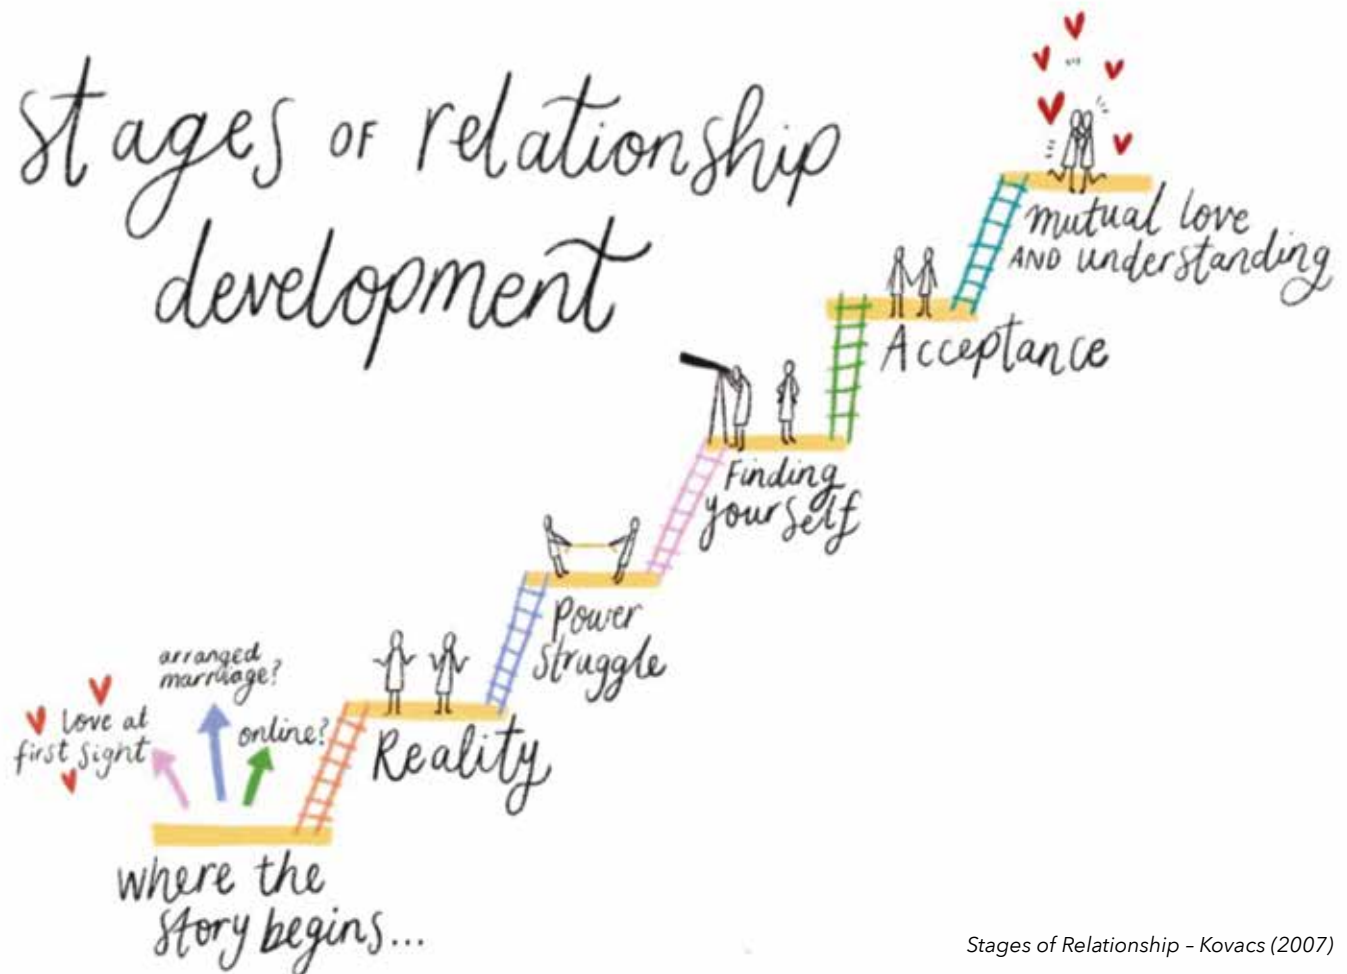 stages OF relationship
development
mutual love
AND understanding
Acceptance
Finding
yourself
Power
struggle
arranged
marriage?
love at
first sight
online?
Reality
where the
story begins...
Stages of Relationship – Kovacs (2007)